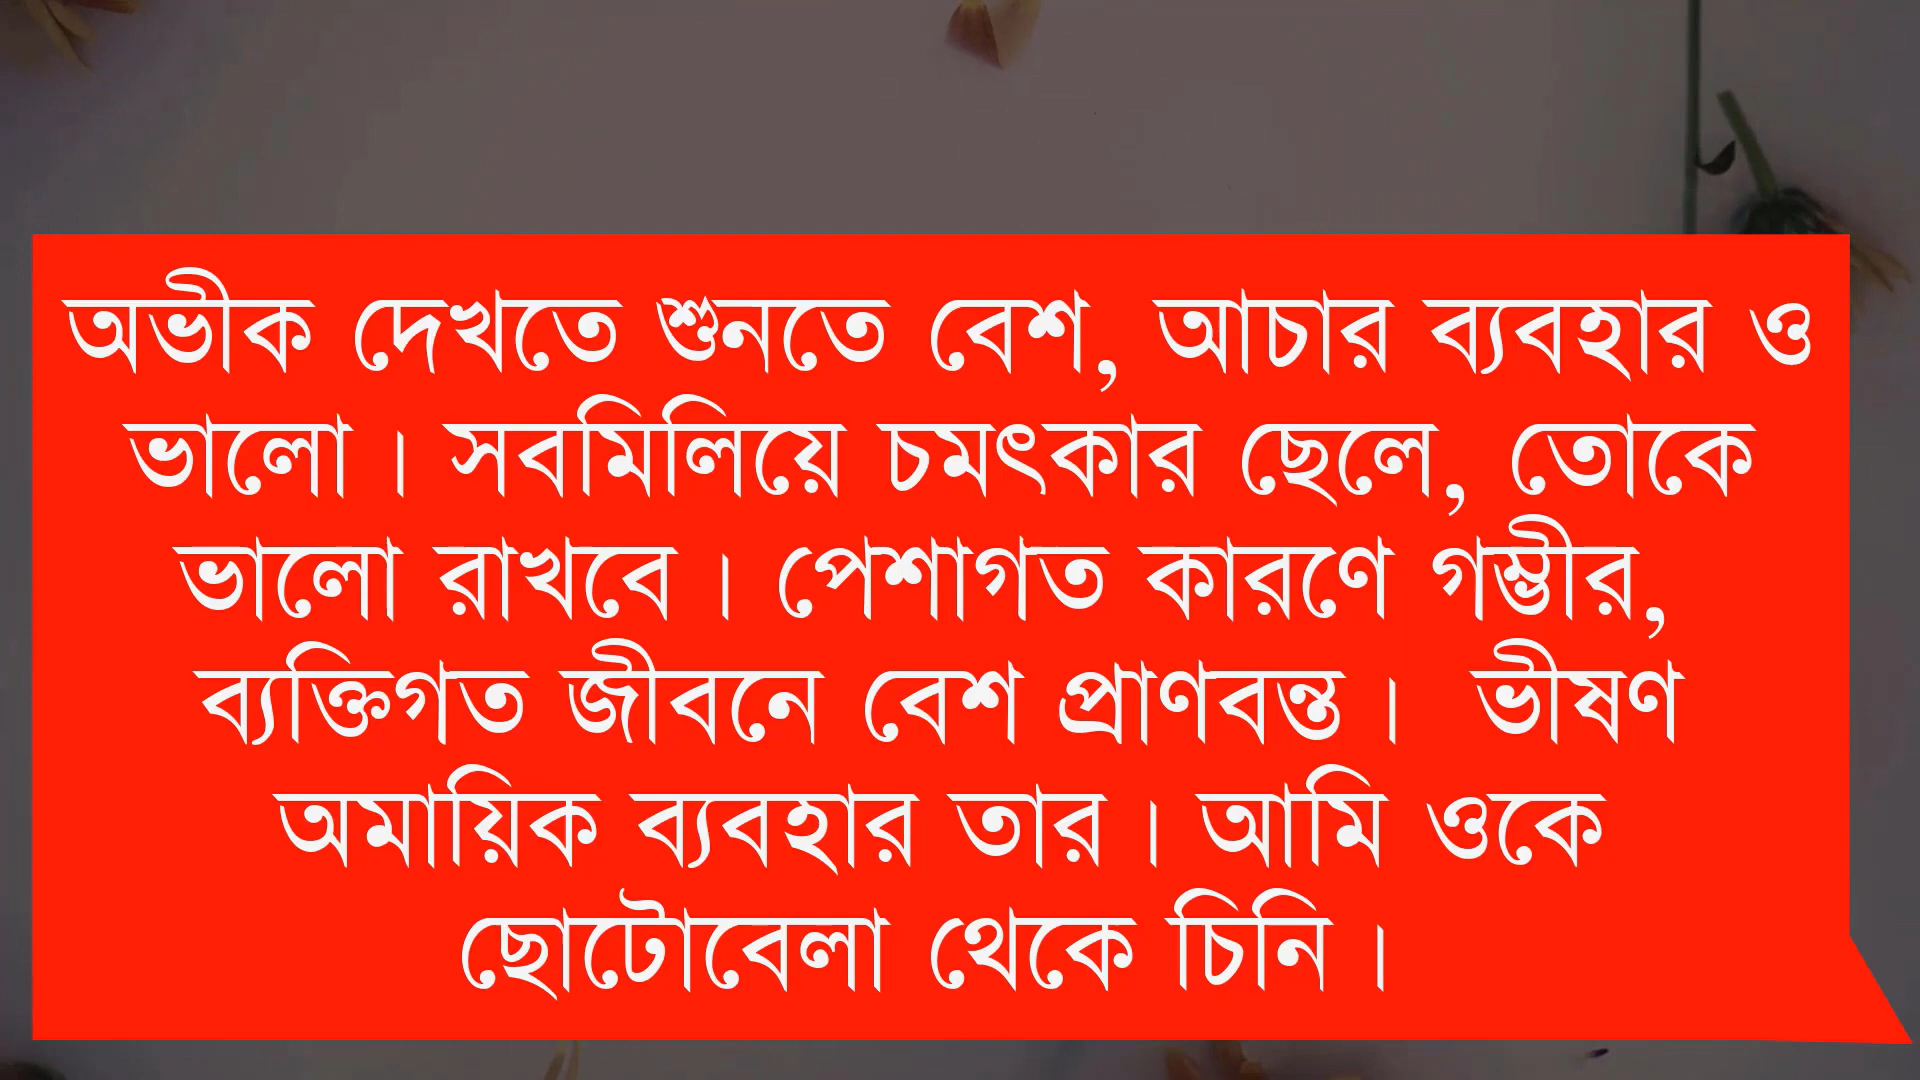 অভীক দেখতে শুনতে বেশ, আচার ব্যবহার ও
ভালো। সবমিলিয়ে চমৎকার ছেলে, তোকে
ভালো রাখবে। পেশাগত কারণে গম্ভীর,
ব্যক্তিগত জীবনে বেশ প্রাণবন্ত। ভীষণ
অমায়িক ব্যবহার তার। আমি ওকে
ছোটোবেলা থেকে চিনি।